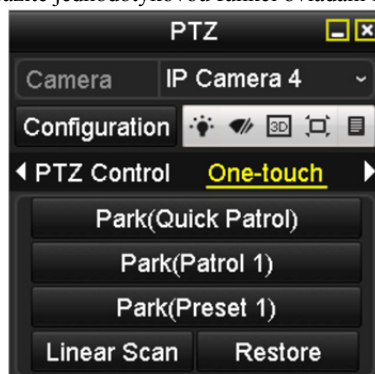 PTZ
Camera IP Camera 4
Configuration 3D
PTZ Control One-touch
Park(Quick Patrol)
Park(Patrol 1)
Park(Preset 1)
Linear Scan Restore